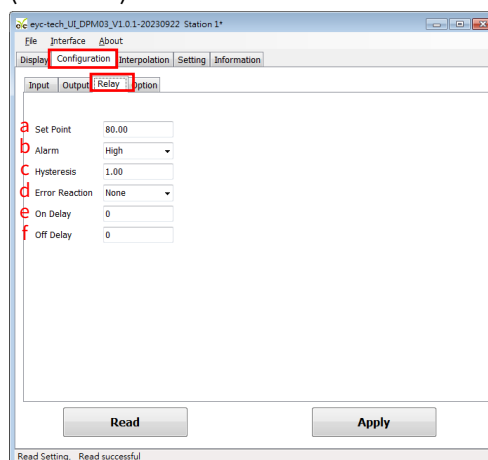 eyc-tech_UI_DPM03_V1.0.1-20230922 Station 1*
File Interface About
Display Configuration Interpolation Setting Information
Input Output Relay Option
a Set Point 80.00
b Alarm High
c Hysteresis 1.00
d Error Reaction None
e On Delay 0
f Off Delay 0
Read Apply
Read Setting. Read successful